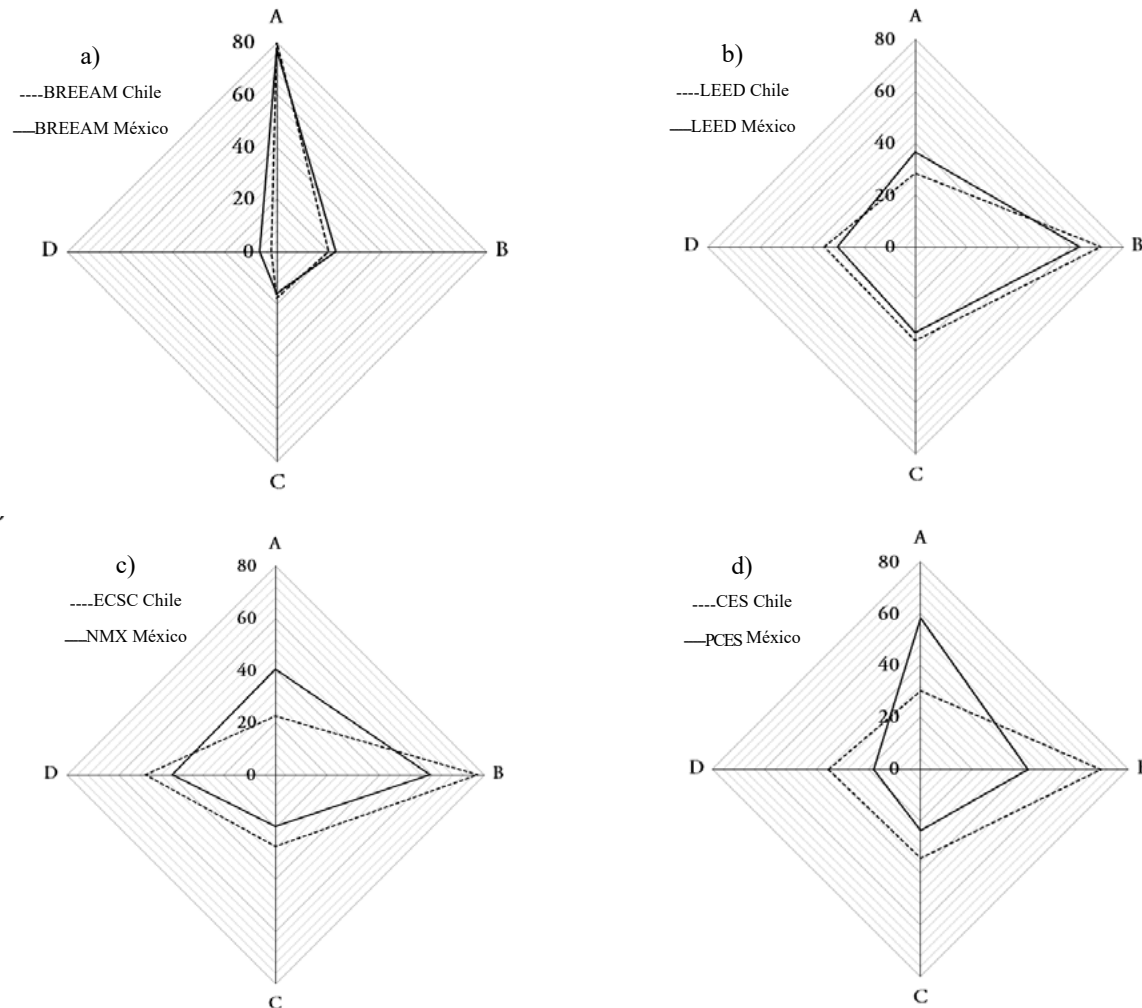 A
80
a)
----BREEAM Chile
60
—BREEAM México
40
20
D
0
B
C
80
b)
----LEED Chile
60
—LEED México
40
20
D
0
B
C
A
80
c)
----ECSC Chile
60
—NMX México
40
20
D
0
B
C
A
80
d)
----CES Chile
60
—PCES México
40
20
D
0
C